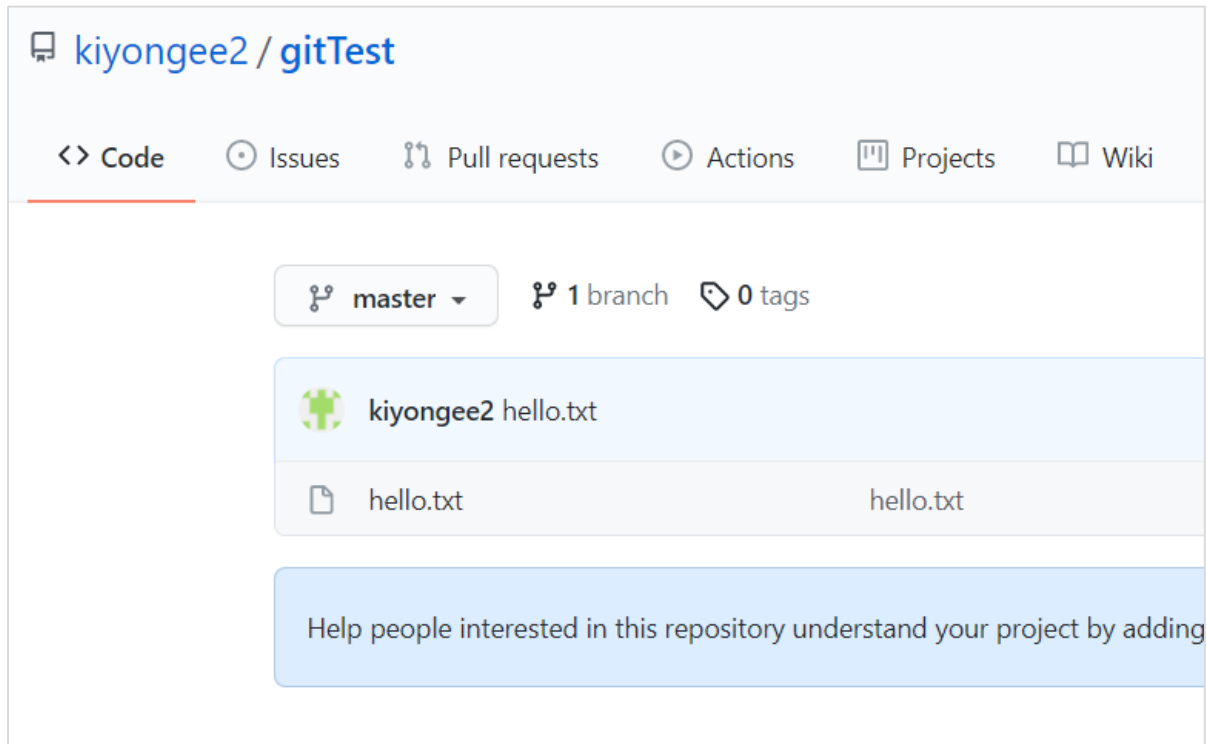 kiyongee2 / gitTest
Code Issues Pull requests Actions Projects Wiki
master 1 branch 0 tags
kiyongee2 hello.txt
hello.txt hello.txt
Help people interested in this repository understand your project by adding